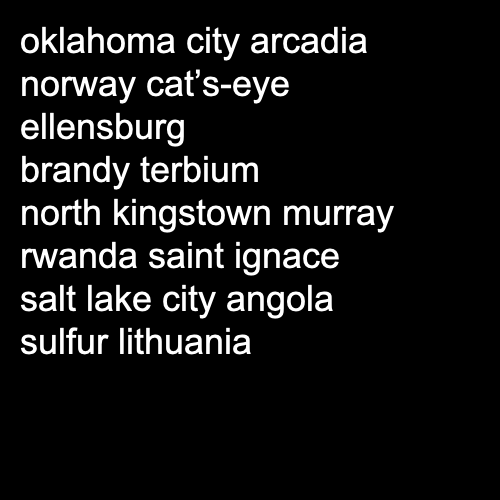 oklahoma city arcadia
norway cat’s-eye
ellensburg
brandy terbium
north kingstown murray
rwanda saint ignace
salt lake city angola
sulfur lithuania